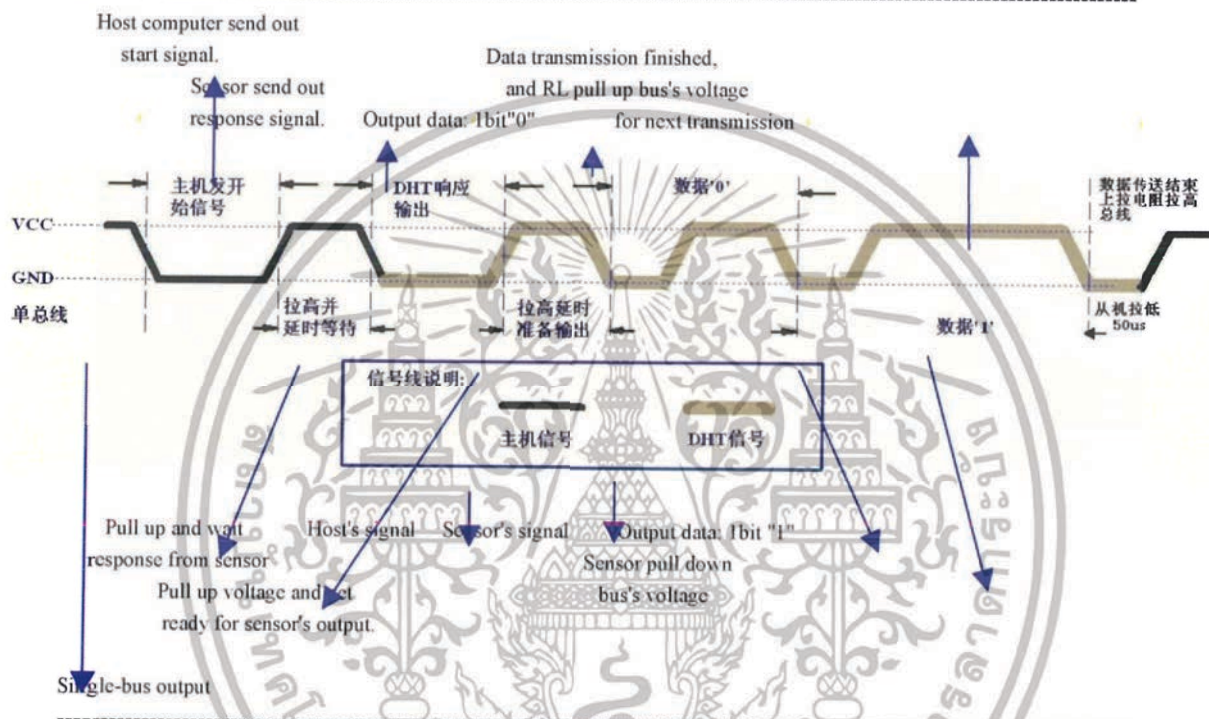 Host computer send out
start signal.
Sensor send out
response signal.
Data transmission finished,
and RL pull up bus's voltage
for next transmission
Output data: 1bit"0"
主机发开
始信号
DHT响应
输出
数据'0'
数据传送结束
上拉电阻拉高
总线
VCC
GND
单总线
拉高并
延时等待
拉高延时
准备输出
数据'1'
从机拉低
50us
信号线说明:
主机信号
DHT信号
Pull up and wait
response from sensor
Host's signal
Sensor's signal
Output data: 1bit "1"
Sensor pull down
bus's voltage
Pull up voltage and get
ready for sensor's output.
Single-bus output